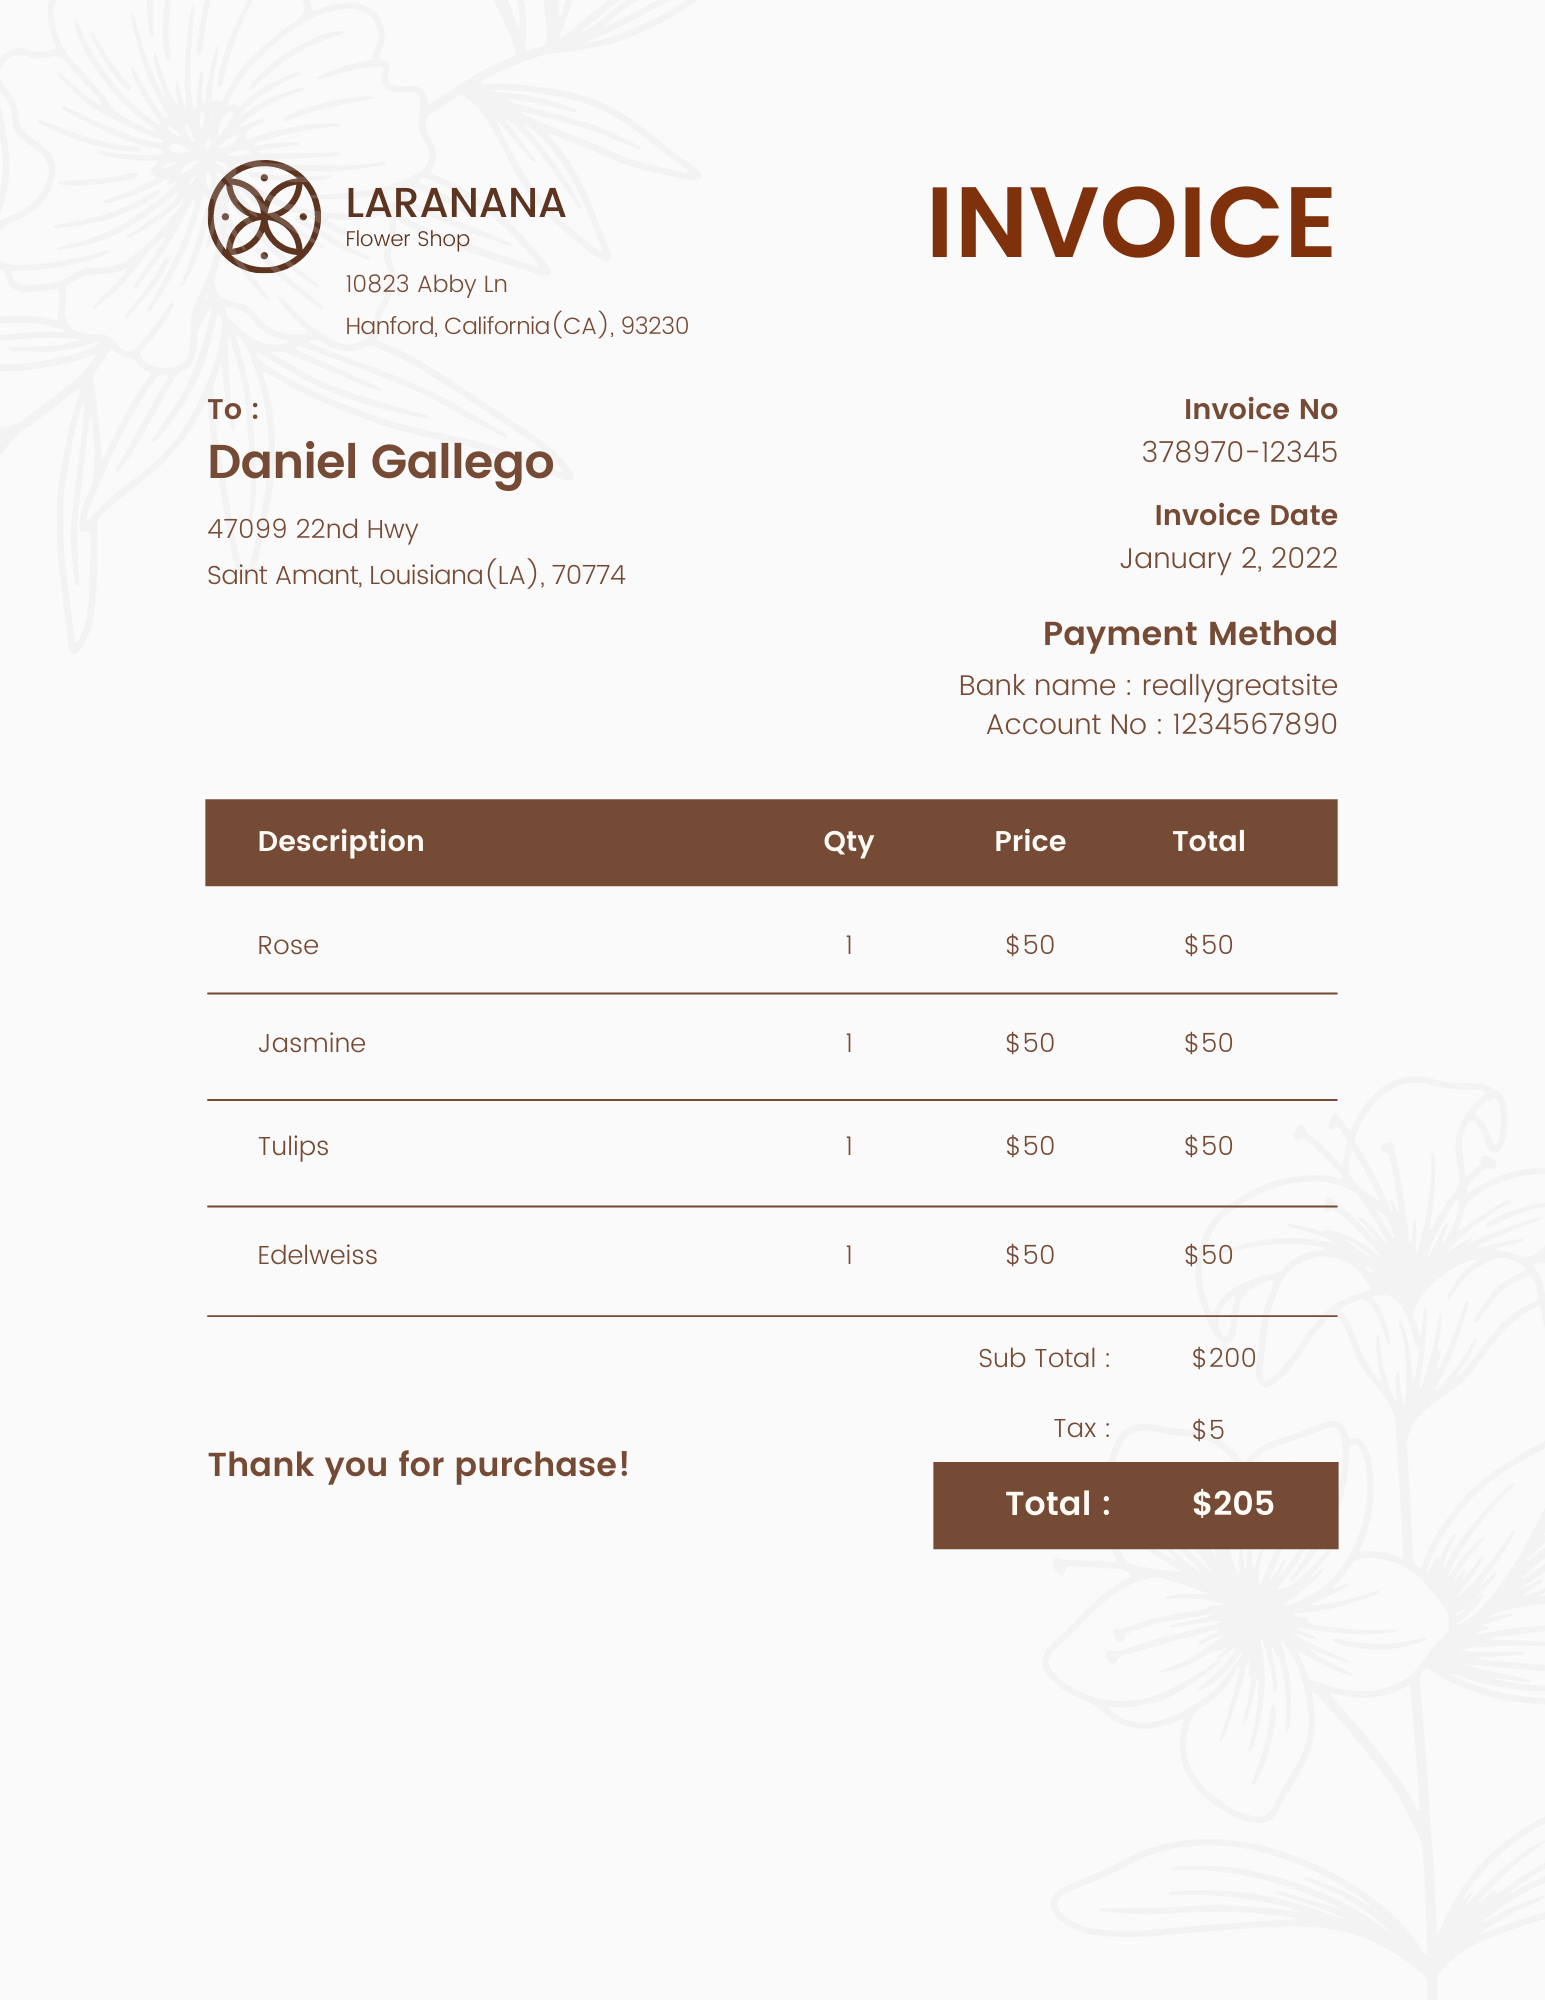 LARANANA
Flower Shop
10823 Abby Ln
Hanford, California(CA), 93230
INVOICE
To :
Daniel Gallego
47099 22nd Hwy
Saint Amant, Louisiana(LA), 70774
Invoice No
378970-12345
Invoice Date
January 2, 2022
Payment Method
Bank name : reallygreatsite
Account No : 1234567890
Description Qty Price Total
Rose 1 $50 $50
Jasmine 1 $50 $50
Tulips 1 $50 $50
Edelweiss 1 $50 $50
Sub Total : $200
Tax : $5
Total : $205
Thank you for purchase!